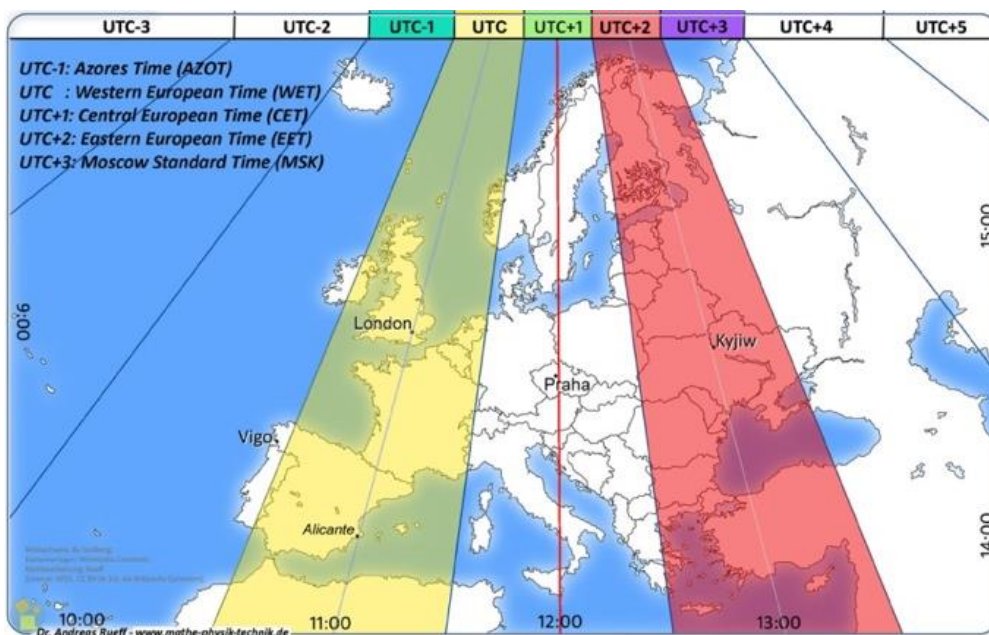 UTC-3 UTC-2 UTC-1 UTC UTC+1 UTC+2 UTC+3 UTC+4 UTC+5
UTC-1: Azores Time (AZOT)
UTC : Western European Time (WET)
UTC+1: Central European Time (CET)
UTC+2: Eastern European Time (EET)
UTC+3: Moscow Standard Time (MSK)
15:00
9:00
London
Kyjiw
Praha
Vigo
Alicante
14:00
10:00 11:00 12:00 13:00
Dr. Andreas Rueff - www.mathe-physik-technik.de